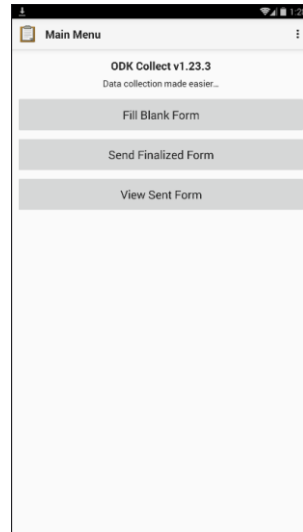 Main Menu
ODK Collect v1.23.3
Data collection made easier...
Fill Blank Form
Send Finalized Form
View Sent Form